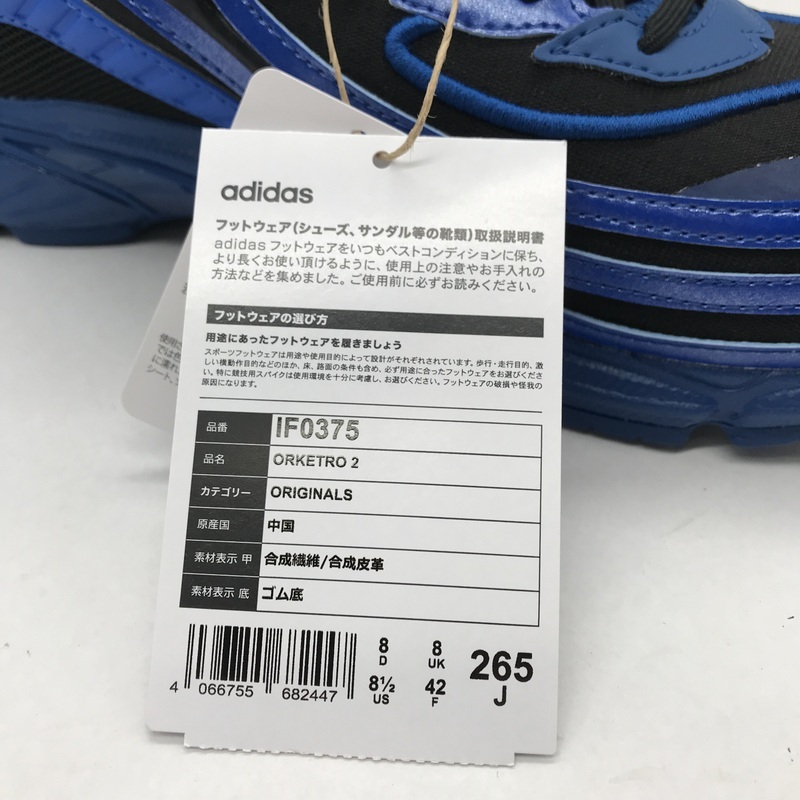 adidas
フットウェア(シューズ、サンダル等の靴類)取扱説明書
adidas フットウェアをいつもベストコンディションに保ち、
より長くお使い頂けるように、使用上の注意やお手入れの
方法などを集めました。ご使用前に必ずお読みください。
フットウェアの選び方
用途にあったフットウェアを履きましょう
スポーツフットウェアは用途や使用目的によって設計がそれぞれされています。歩行・走行目的、激
しい横動作目的などのほか、床、路面の条件も含め、必ず用途に合ったフットウェアをお選びくださ
い。特に競技用スパイクは使用環境を十分に考慮し、お選びください。フットウェアの破損や怪我の
原因になります。
品番 IF0375
品名 ORKETRO 2
カテゴリー ORIGINALS
原産国 中国
素材表示 甲 合成繊維/合成皮革
素材表示 底 ゴム底
8 D 8 UK 265 J
8½ US 42 F
4 066755 682447